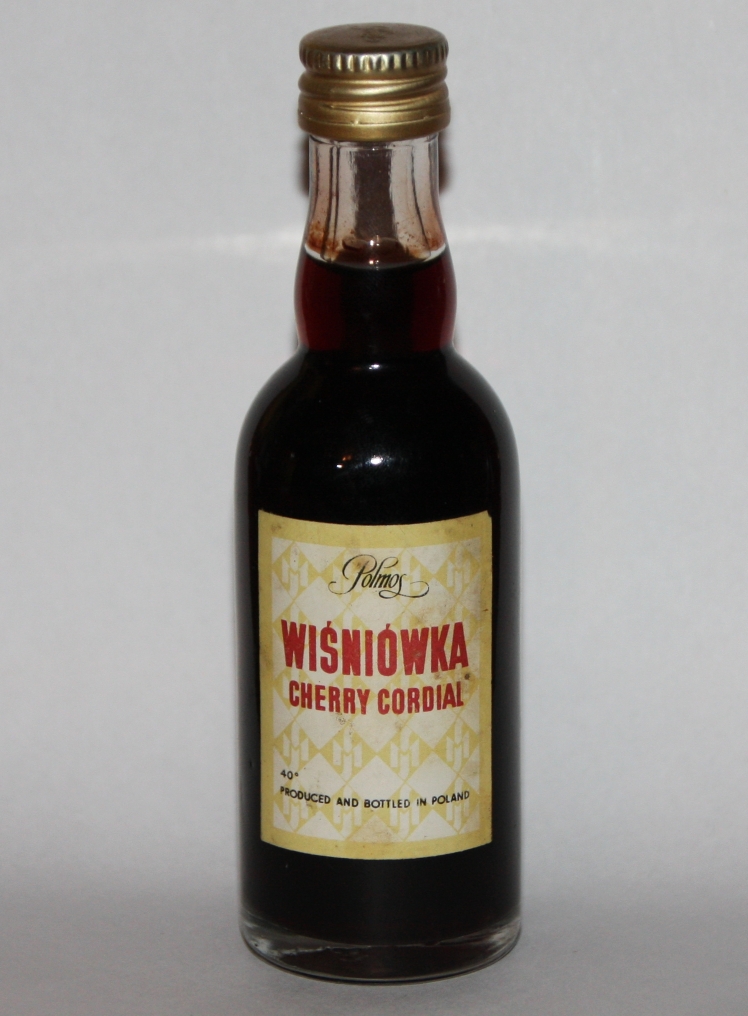 Polmos
WIŚNIÓWKA
CHERRY CORDIAL
40°
PRODUCED AND BOTTLED IN POLAND